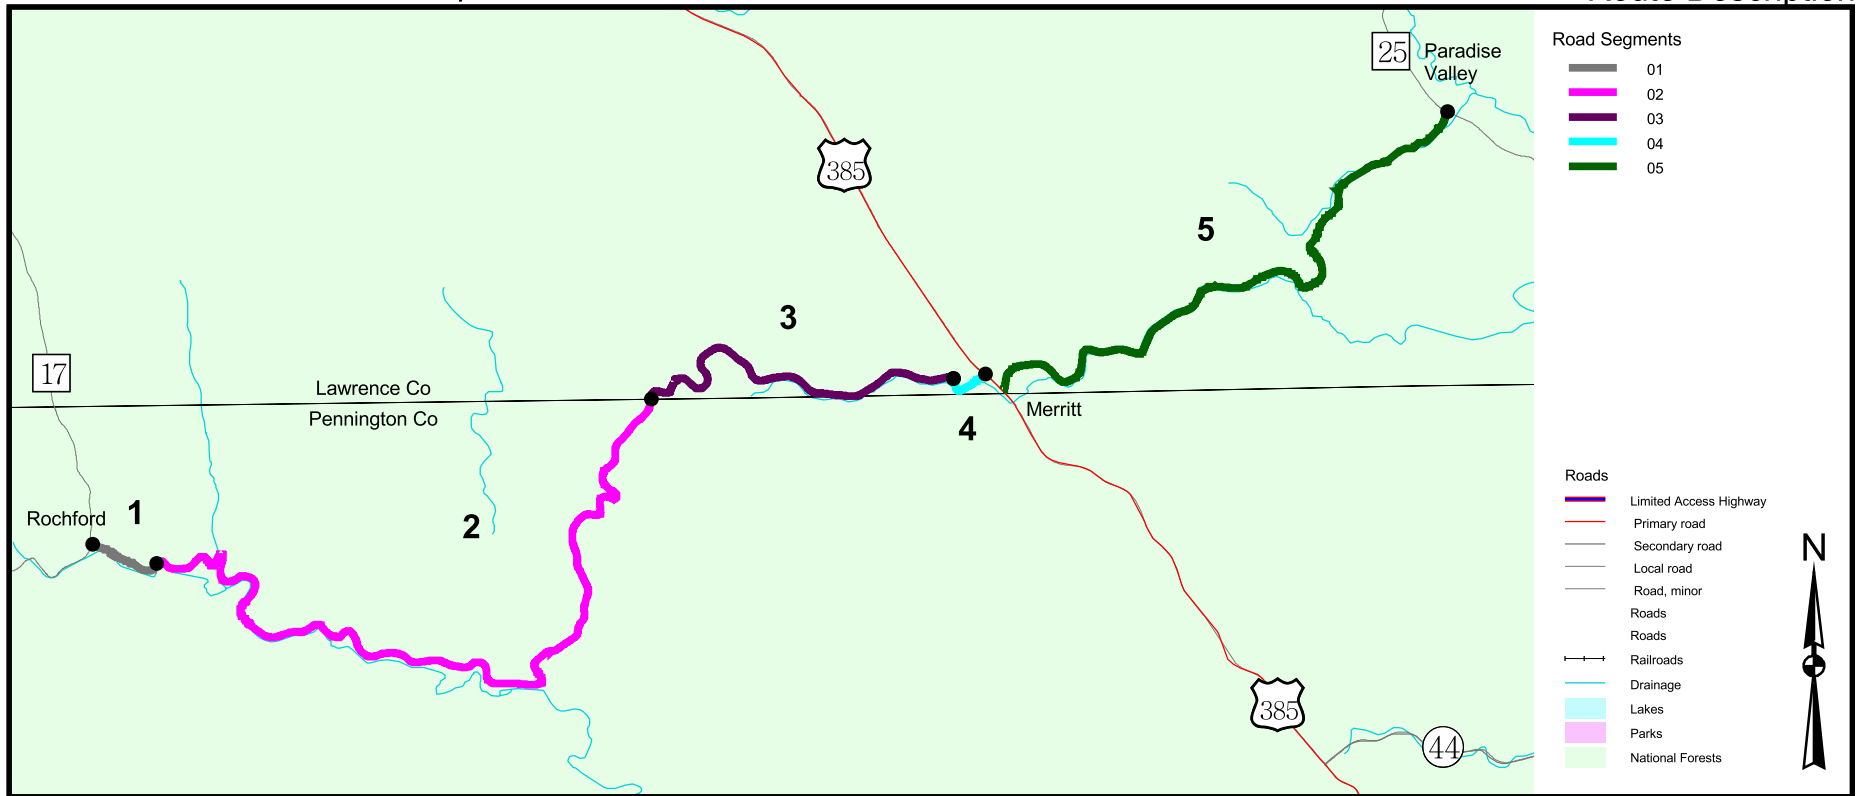 Route Description
25
Paradise
Valley
385
5
3
17
Lawrence Co
Pennington Co
Merritt
4
1
Rochford
2
385
44
Road Segments
01
02
03
04
05
Roads
Limited Access Highway
Primary road
Secondary road
Local road
Road, minor
Roads
Roads
Railroads
Drainage
Lakes
Parks
National Forests
N